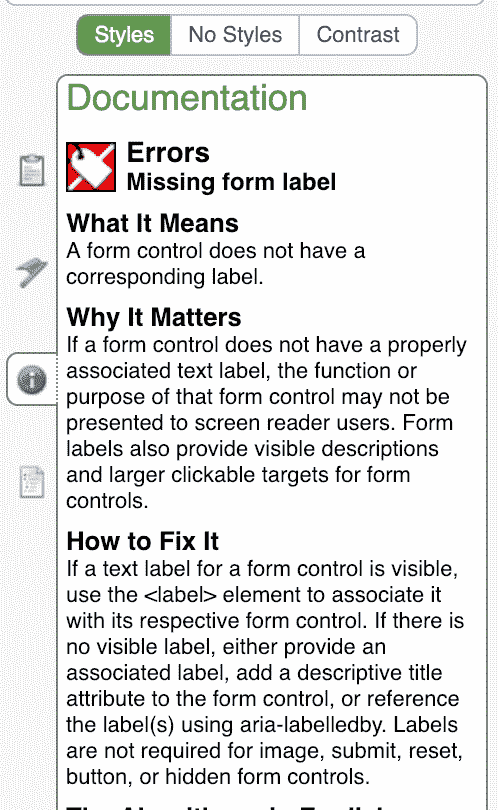 Styles No Styles Contrast
Documentation
Errors
Missing form label
What It Means
A form control does not have a
corresponding label.
Why It Matters
If a form control does not have a properly
associated text label, the function or
purpose of that form control may not be
presented to screen reader users. Form
labels also provide visible descriptions
and larger clickable targets for form
controls.
How to Fix It
If a text label for a form control is visible,
use the <label> element to associate it
with its respective form control. If there is
no visible label, either provide an
associated label, add a descriptive title
attribute to the form control, or reference
the label(s) using aria-labelledby. Labels
are not required for image, submit, reset,
button, or hidden form controls.